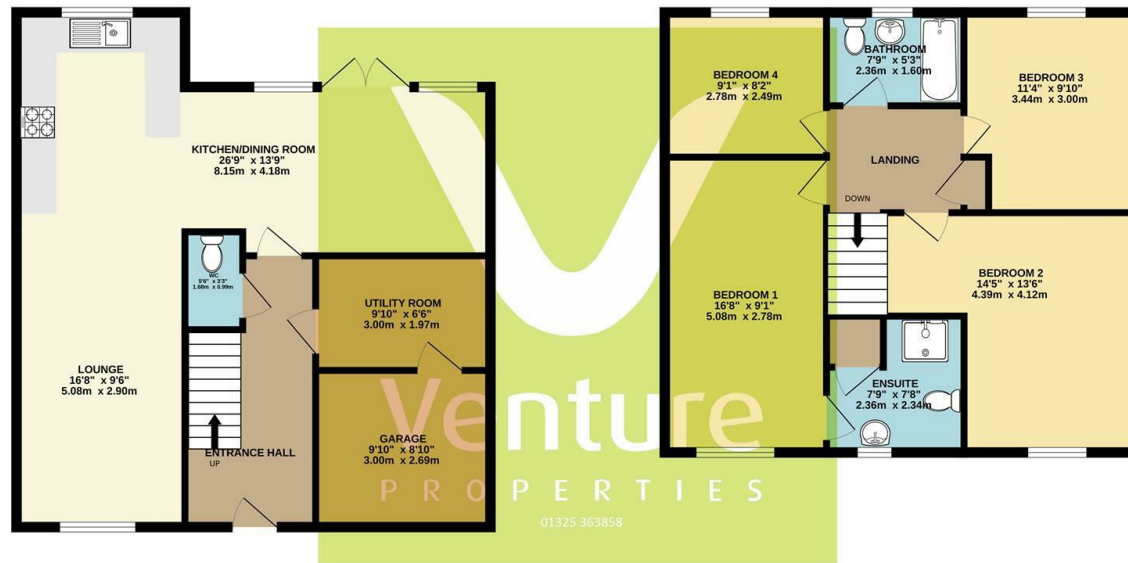 KITCHEN/DINING ROOM
26'9" x 13'9"
8.15m x 4.18m
WC
5'6" x 3'3"
1.68m x 0.99m
UTILITY ROOM
9'10" x 6'6"
3.00m x 1.97m
LOUNGE
16'8" x 9'6"
5.08m x 2.90m
GARAGE
9'10" x 8'10"
3.00m x 2.69m
ENTRANCE HALL
UP
BEDROOM 4
9'1" x 8'2"
2.78m x 2.49m
BATHROOM
7'9" x 5'3"
2.36m x 1.60m
BEDROOM 3
11'4" x 9'10"
3.44m x 3.00m
LANDING
DOWN
BEDROOM 1
16'8" x 9'1"
5.08m x 2.78m
BEDROOM 2
14'5" x 13'6"
4.39m x 4.12m
ENSUITE
7'9" x 7'8"
2.36m x 2.34m
Venture
PROPERTIES
01325 363858